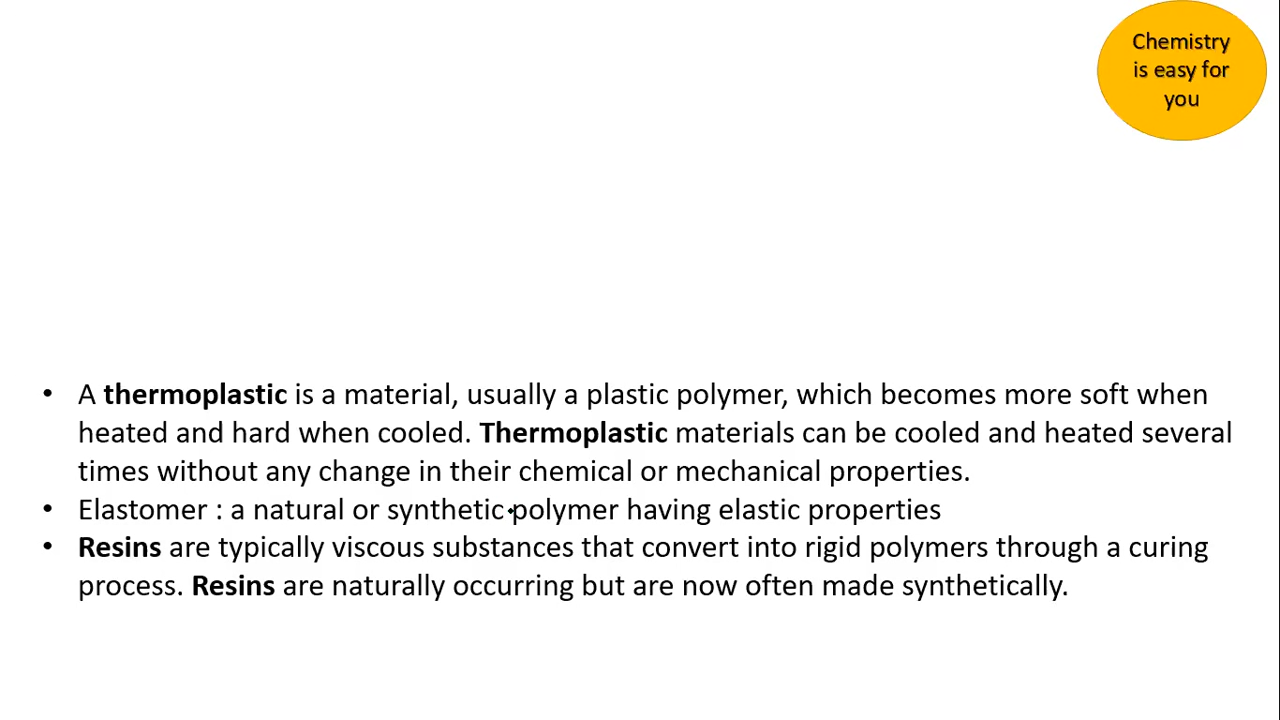 Chemistry
is easy for
you
• A thermoplastic is a material, usually a plastic polymer, which becomes more soft when
heated and hard when cooled. Thermoplastic materials can be cooled and heated several
times without any change in their chemical or mechanical properties.
• Elastomer : a natural or synthetic polymer having elastic properties
• Resins are typically viscous substances that convert into rigid polymers through a curing
process. Resins are naturally occurring but are now often made synthetically.